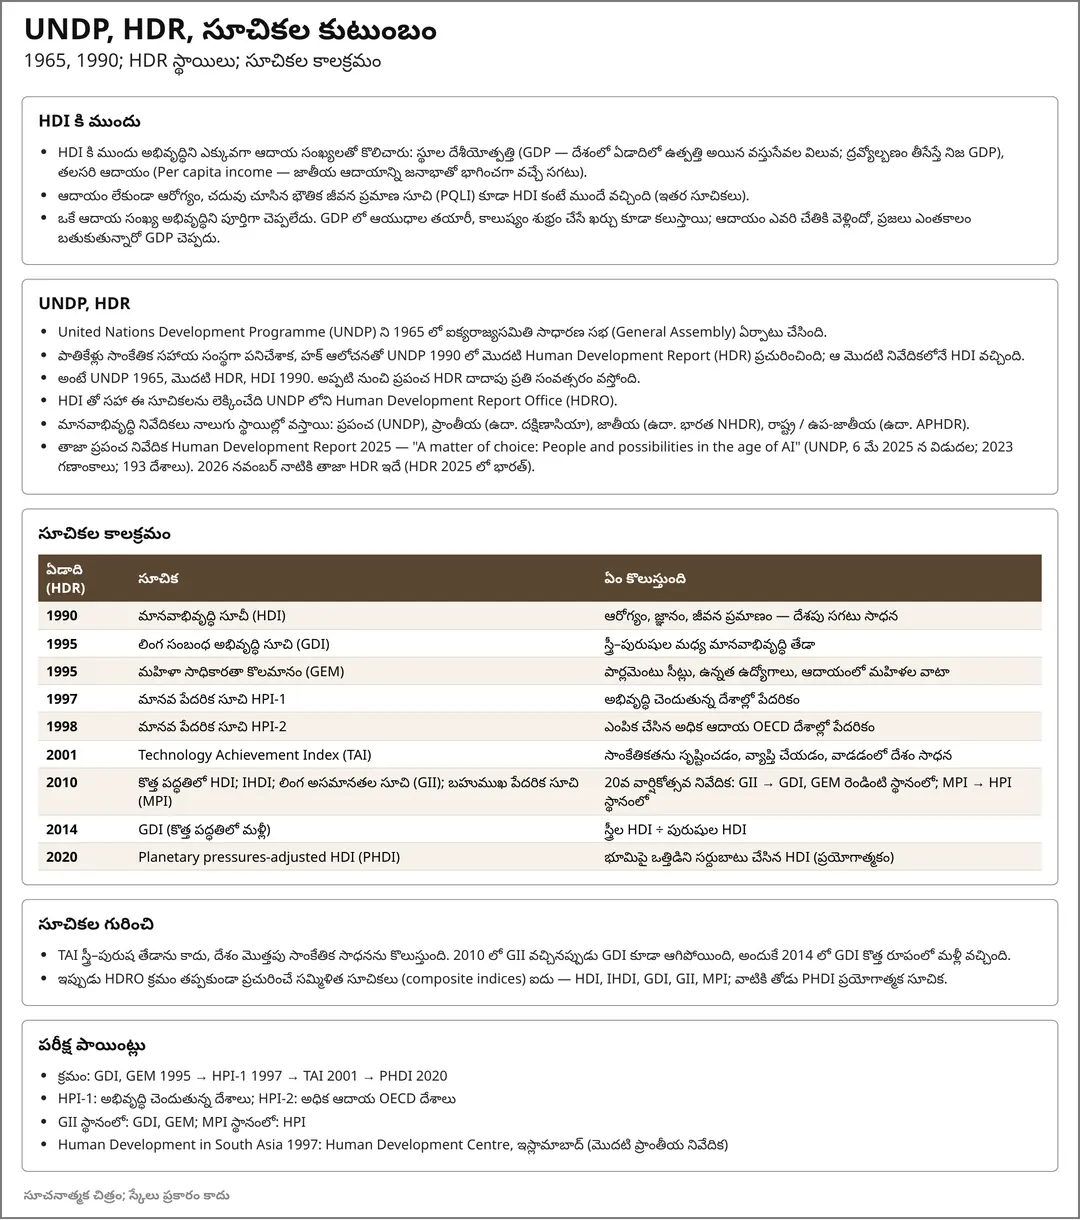 UNDP, HDR, సూచికల కుటుంబం
1965, 1990; HDR స్థాయిలు; సూచికల కాలక్రమం
HDI కి ముందు
• HDI కి ముందు అభివృద్ధిని ఎక్కువగా ఆదాయ సంఖ్యలతో కొలిచారు: స్థూల దేశీయోత్పత్తి (GDP — దేశంలో ఏడాదిలో ఉత్పత్తి అయిన వస్తుసేవల విలువ; ద్రవ్యోల్బణం తీసేస్తే నిజ GDP),
తలసరి ఆదాయం (Per capita income — జాతీయ ఆదాయాన్ని జనాభాతో భాగించగా వచ్చే సగటు).
• ఆదాయం లేకుండా ఆరోగ్యం, చదువు చూసిన భౌతిక జీవన ప్రమాణ సూచి (PQLI) కూడా HDI కంటే ముందే వచ్చింది (ఇతర సూచికలు).
• ఒకే ఆదాయ సంఖ్య అభివృద్ధిని పూర్తిగా చెప్పలేదు. GDP లో ఆయుధాల తయారీ, కాలుష్యం శుభ్రం చేసే ఖర్చు కూడా కలుస్తాయి; ఆదాయం ఎవరి చేతికి వెళ్లిందో, ప్రజలు ఎంతకాలం
బతుకుతున్నారో GDP చెప్పదు.
UNDP, HDR
• United Nations Development Programme (UNDP) ని 1965 లో ఐక్యరాజ్యసమితి సాధారణ సభ (General Assembly) ఏర్పాటు చేసింది.
• పాతికేళ్లు సాంకేతిక సహాయ సంస్థగా పనిచేశాక, హక్ ఆలోచనతో UNDP 1990 లో మొదటి Human Development Report (HDR) ప్రచురించింది; ఆ మొదటి నివేదికలోనే HDI వచ్చింది.
• అంటే UNDP 1965, మొదటి HDR, HDI 1990. అప్పటి నుంచి ప్రపంచ HDR దాదాపు ప్రతి సంవత్సరం వస్తోంది.
• HDI తో సహా ఈ సూచికలను లెక్కించేది UNDP లోని Human Development Report Office (HDRO).
• మానవాభివృద్ధి నివేదికలు నాలుగు స్థాయిల్లో వస్తాయి: ప్రపంచ (UNDP), ప్రాంతీయ (ఉదా. దక్షిణాసియా), జాతీయ (ఉదా. భారత NHDR), రాష్ట్ర / ఉప-జాతీయ (ఉదా. APHDR).
• తాజా ప్రపంచ నివేదిక Human Development Report 2025 — "A matter of choice: People and possibilities in the age of AI" (UNDP, 6 మే 2025 న విడుదల; 2023
గణాంకాలు; 193 దేశాలు). 2026 నవంబర్ నాటికి తాజా HDR ఇదే (HDR 2025 లో భారత్).
సూచికల కాలక్రమం
ఏడాది (HDR) సూచిక ఏం కొలుస్తుంది
1990 మానవాభివృద్ధి సూచీ (HDI) ఆరోగ్యం, జ్ఞానం, జీవన ప్రమాణం — దేశపు సగటు సాధన
1995 లింగ సంబంధ అభివృద్ధి సూచి (GDI) స్త్రీ–పురుషుల మధ్య మానవాభివృద్ధి తేడా
1995 మహిళా సాధికారతా కొలమానం (GEM) పార్లమెంటు సీట్లు, ఉన్నత ఉద్యోగాలు, ఆదాయంలో మహిళల వాటా
1997 మానవ పేదరిక సూచి HPI-1 అభివృద్ధి చెందుతున్న దేశాల్లో పేదరికం
1998 మానవ పేదరిక సూచి HPI-2 ఎంపిక చేసిన అధిక ఆదాయ OECD దేశాల్లో పేదరికం
2001 Technology Achievement Index (TAI) సాంకేతికతను సృష్టించడం, వ్యాప్తి చేయడం, వాడడంలో దేశం సాధన
2010 కొత్త పద్ధతిలో HDI; IHDI; లింగ అసమానతల సూచి (GII); బహుముఖ పేదరిక సూచి (MPI) 20వ వార్షికోత్సవ నివేదిక: GII → GDI, GEM రెండింటి స్థానంలో; MPI → HPI స్థానంలో
2014 GDI (కొత్త పద్ధతిలో మళ్లీ) స్త్రీల HDI ÷ పురుషుల HDI
2020 Planetary pressures-adjusted HDI (PHDI) భూమిపై ఒత్తిడిని సర్దుబాటు చేసిన HDI (ప్రయోగాత్మకం)
సూచికల గురించి
• TAI స్త్రీ–పురుష తేడాను కాదు, దేశం మొత్తపు సాంకేతిక సాధనను కొలుస్తుంది. 2010 లో GII వచ్చినప్పుడు GDI కూడా ఆగిపోయింది, అందుకే 2014 లో GDI కొత్త రూపంలో మళ్లీ వచ్చింది.
• ఇప్పుడు HDRO క్రమం తప్పకుండా ప్రచురించే సమ్మిళిత సూచికలు (composite indices) ఐదు — HDI, IHDI, GDI, GII, MPI; వాటికి తోడు PHDI ప్రయోగాత్మక సూచిక.
పరీక్ష పాయింట్లు
• క్రమం: GDI, GEM 1995 → HPI-1 1997 → TAI 2001 → PHDI 2020
• HPI-1: అభివృద్ధి చెందుతున్న దేశాలు; HPI-2: అధిక ఆదాయ OECD దేశాలు
• GII స్థానంలో: GDI, GEM; MPI స్థానంలో: HPI
• Human Development in South Asia 1997: Human Development Centre, ఇస్లామాబాద్ (మొదటి ప్రాంతీయ నివేదిక)
సూచనాత్మక చిత్రం; స్కేలు ప్రకారం కాదు